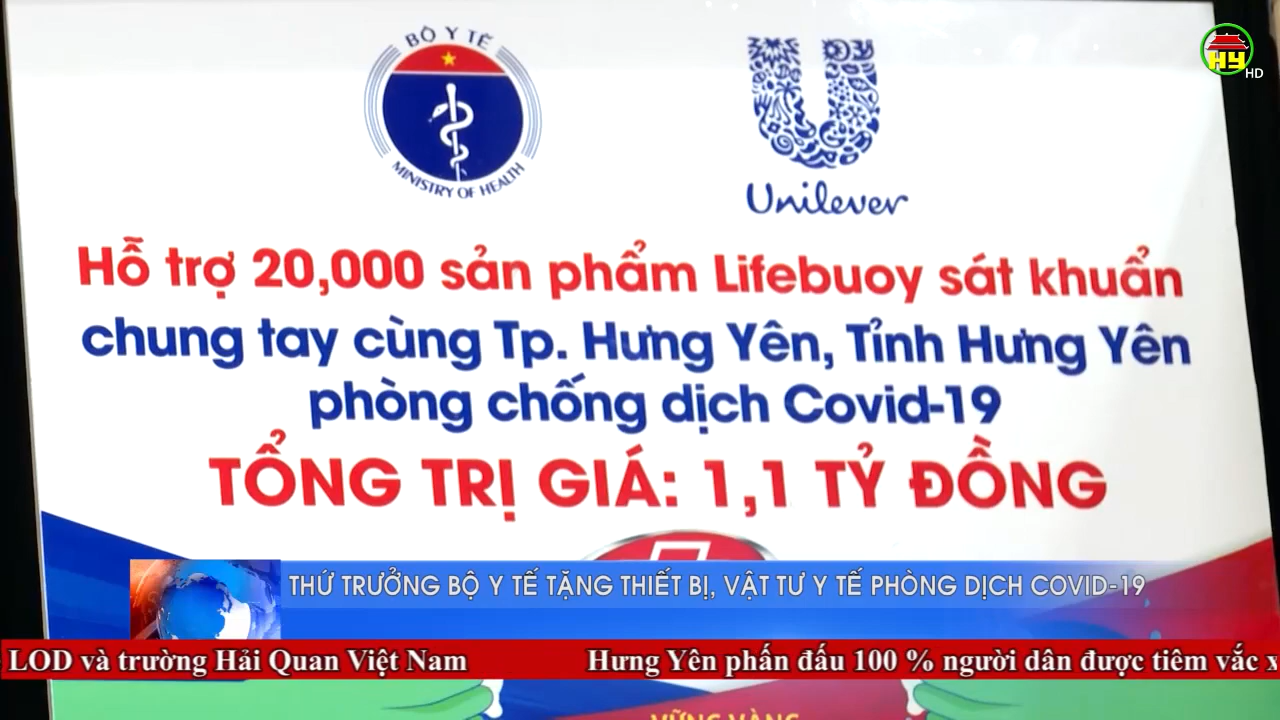 BỘ Y TẾ
MINISTRY OF HEALTH
Unilever
HY
HD
Hỗ trợ 20,000 sản phẩm Lifebuoy sát khuẩn
chung tay cùng Tp. Hưng Yên, Tỉnh Hưng Yên
phòng chống dịch Covid-19
TỔNG TRỊ GIÁ: 1,1 TỶ ĐỒNG
THỨ TRƯỞNG BỘ Y TẾ TẶNG THIẾT BỊ, VẬT TƯ Y TẾ PHÒNG DỊCH COVID-19
LOD và trường Hải Quan Việt Nam Hưng Yên phấn đấu 100 % người dân được tiêm vắc x
VỮNG VÀNG